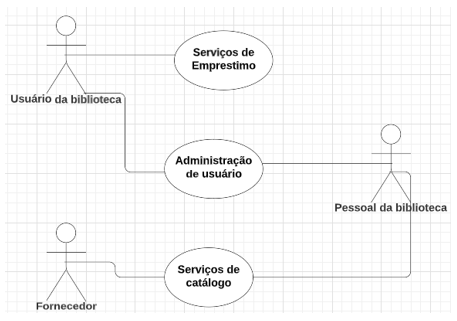 Serviços de
Emprestimo
Usuário da biblioteca
Administração
de usuário
Pessoal da biblioteca
Serviços de
catálogo
Fornecedor